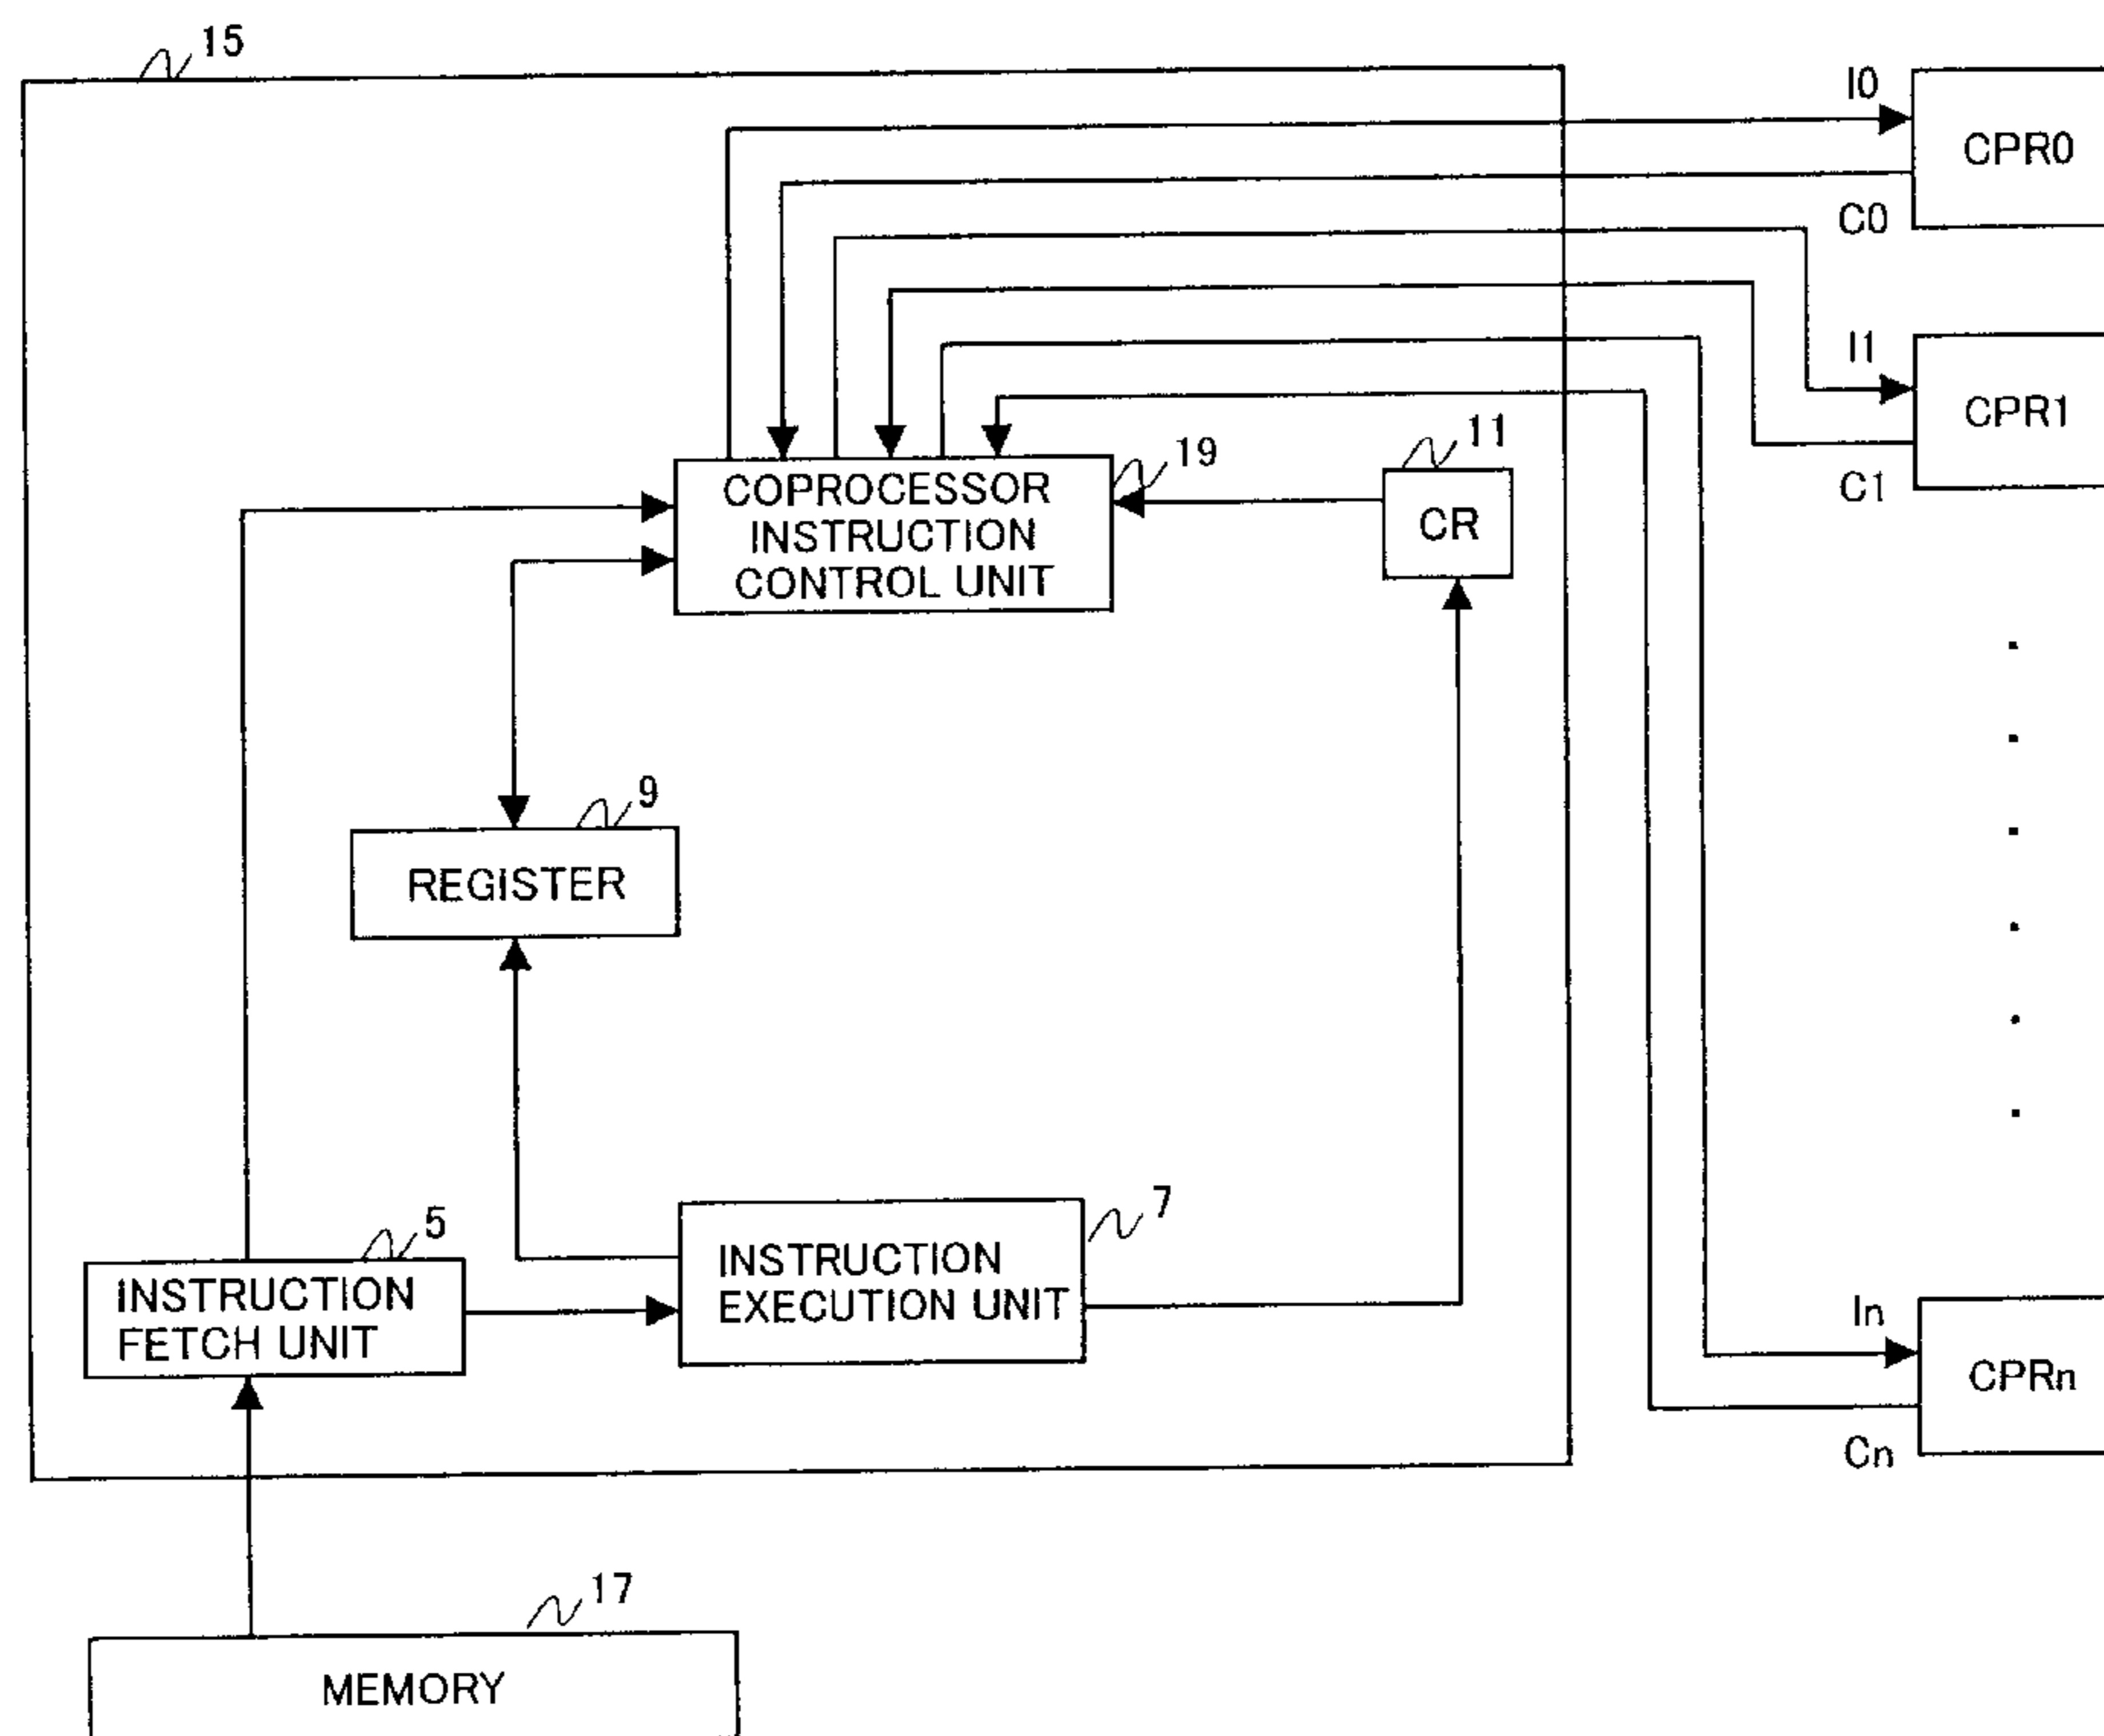 15
I0
CPR0
C0
I1
CPR1
C1
11
19
COPROCESSOR
INSTRUCTION
CONTROL UNIT
CR
9
REGISTER
5
7
INSTRUCTION
FETCH UNIT
INSTRUCTION
EXECUTION UNIT
In
CPRn
Cn
17
MEMORY